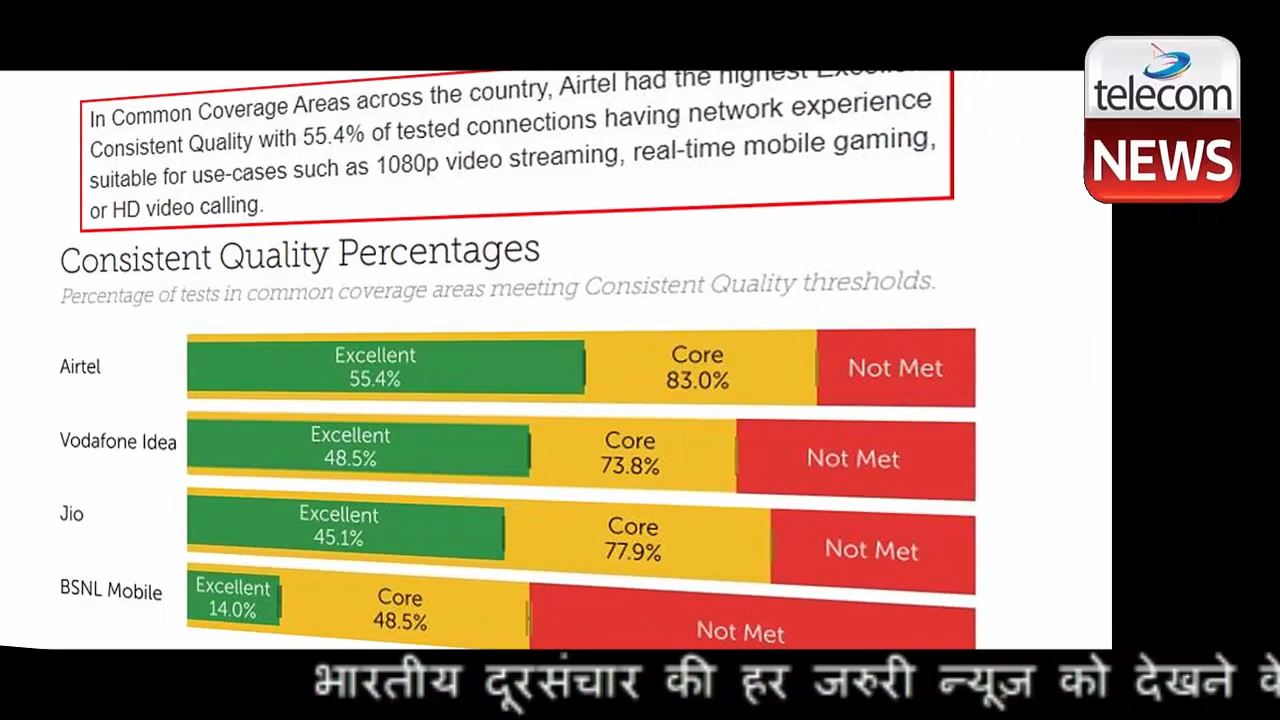 In Common Coverage Areas across the country, Airtel had the highest
Consistent Quality with 55.4% of tested connections having network experience
suitable for use-cases such as 1080p video streaming, real-time mobile gaming,
or HD video calling.
telecom
NEWS
Consistent Quality Percentages
Percentage of tests in common coverage areas meeting Consistent Quality thresholds.
Airtel
Excellent
55.4%
Core
83.0%
Not Met
Vodafone Idea
Excellent
48.5%
Core
73.8%
Not Met
Jio
Excellent
45.1%
Core
77.9%
Not Met
BSNL Mobile
Excellent
14.0%
Core
48.5%
Not Met
भारतीय दूरसंचार की हर जरुरी न्यूज़ को देखने